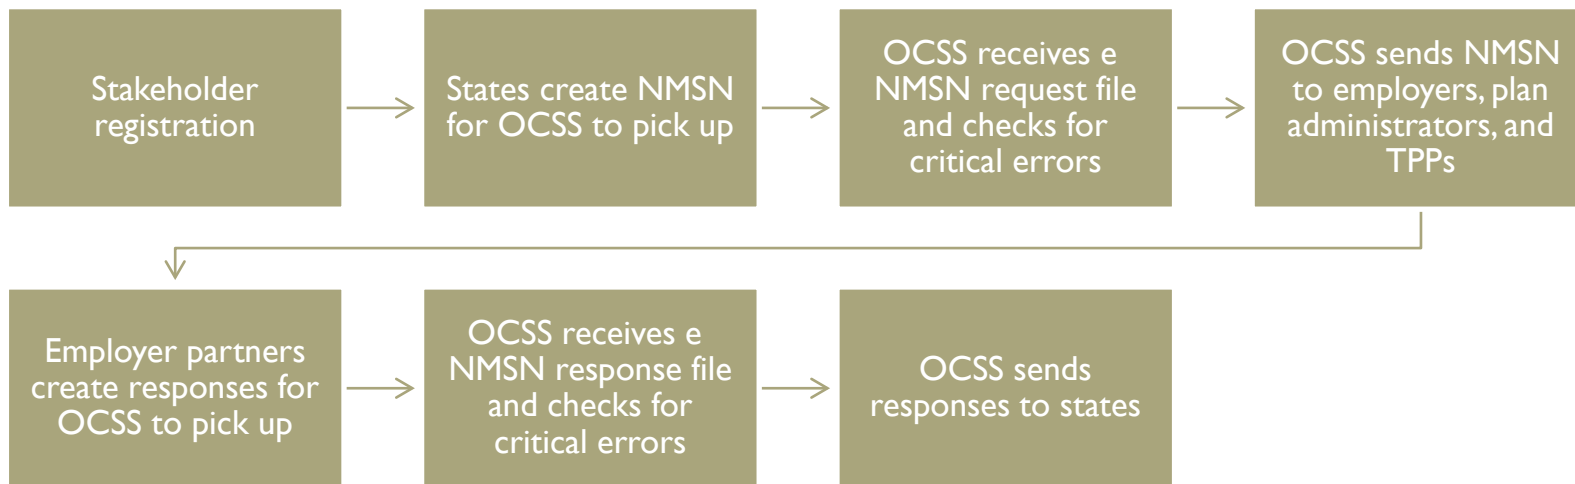 Stakeholder
registration
States create NMSN
for OCSS to pick up
OCSS receives e
NMSN request file
and checks for
critical errors
OCSS sends NMSN
to employers, plan
administrators, and
TPPs
Employer partners
create responses for
OCSS to pick up
OCSS receives e
NMSN response file
and checks for
critical errors
OCSS sends
responses to states